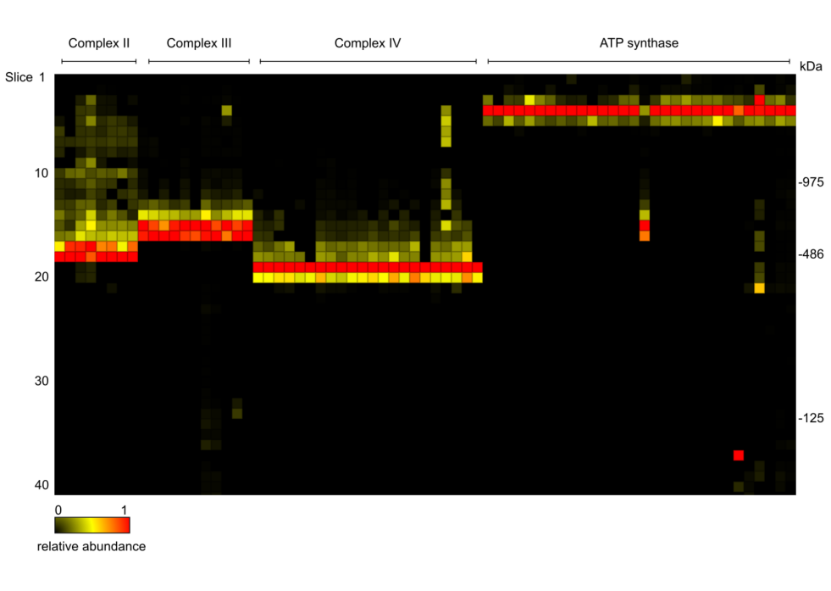 Complex II Complex III Complex IV ATP synthase
kDa
Slice 1
10
-975
-486
20
30
-125
40
0 1
relative abundance